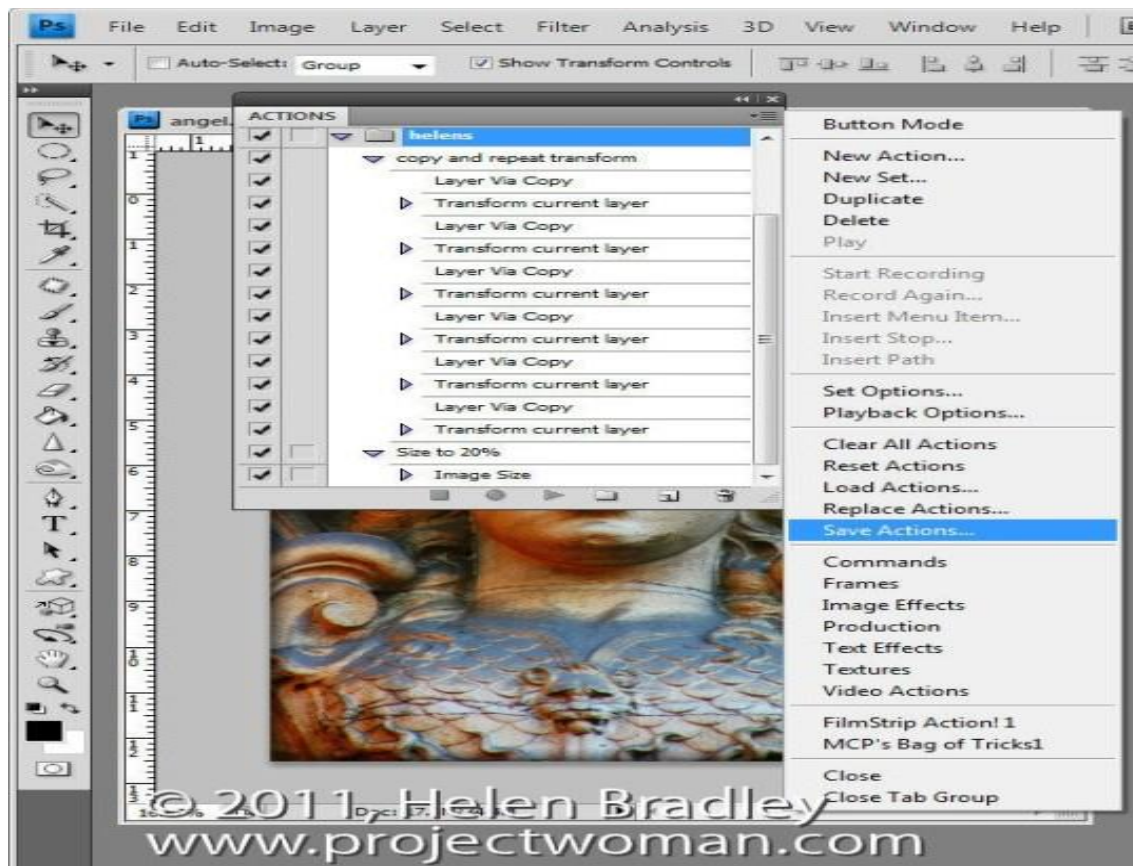 Ps File Edit Image Layer Select Filter Analysis 3D View Window Help
Auto-Select: Group Show Transform Controls
Ps angel.
ACTIONS
helens
copy and repeat transform
Layer Via Copy
Transform current layer
Layer Via Copy
Transform current layer
Layer Via Copy
Transform current layer
Layer Via Copy
Transform current layer
Layer Via Copy
Transform current layer
Layer Via Copy
Transform current layer
Size to 20%
Image Size
Button Mode
New Action...
New Set...
Duplicate
Delete
Play
Start Recording
Record Again...
Insert Menu Item...
Insert Stop...
Insert Path
Set Options...
Playback Options...
Clear All Actions
Reset Actions
Load Actions...
Replace Actions...
Save Actions...
Commands
Frames
Image Effects
Production
Text Effects
Textures
Video Actions
FilmStrip Action! 1
MCP's Bag of Tricks1
Close
Close Tab Group
© 2011, Helen Bradley
www.projectwoman.com